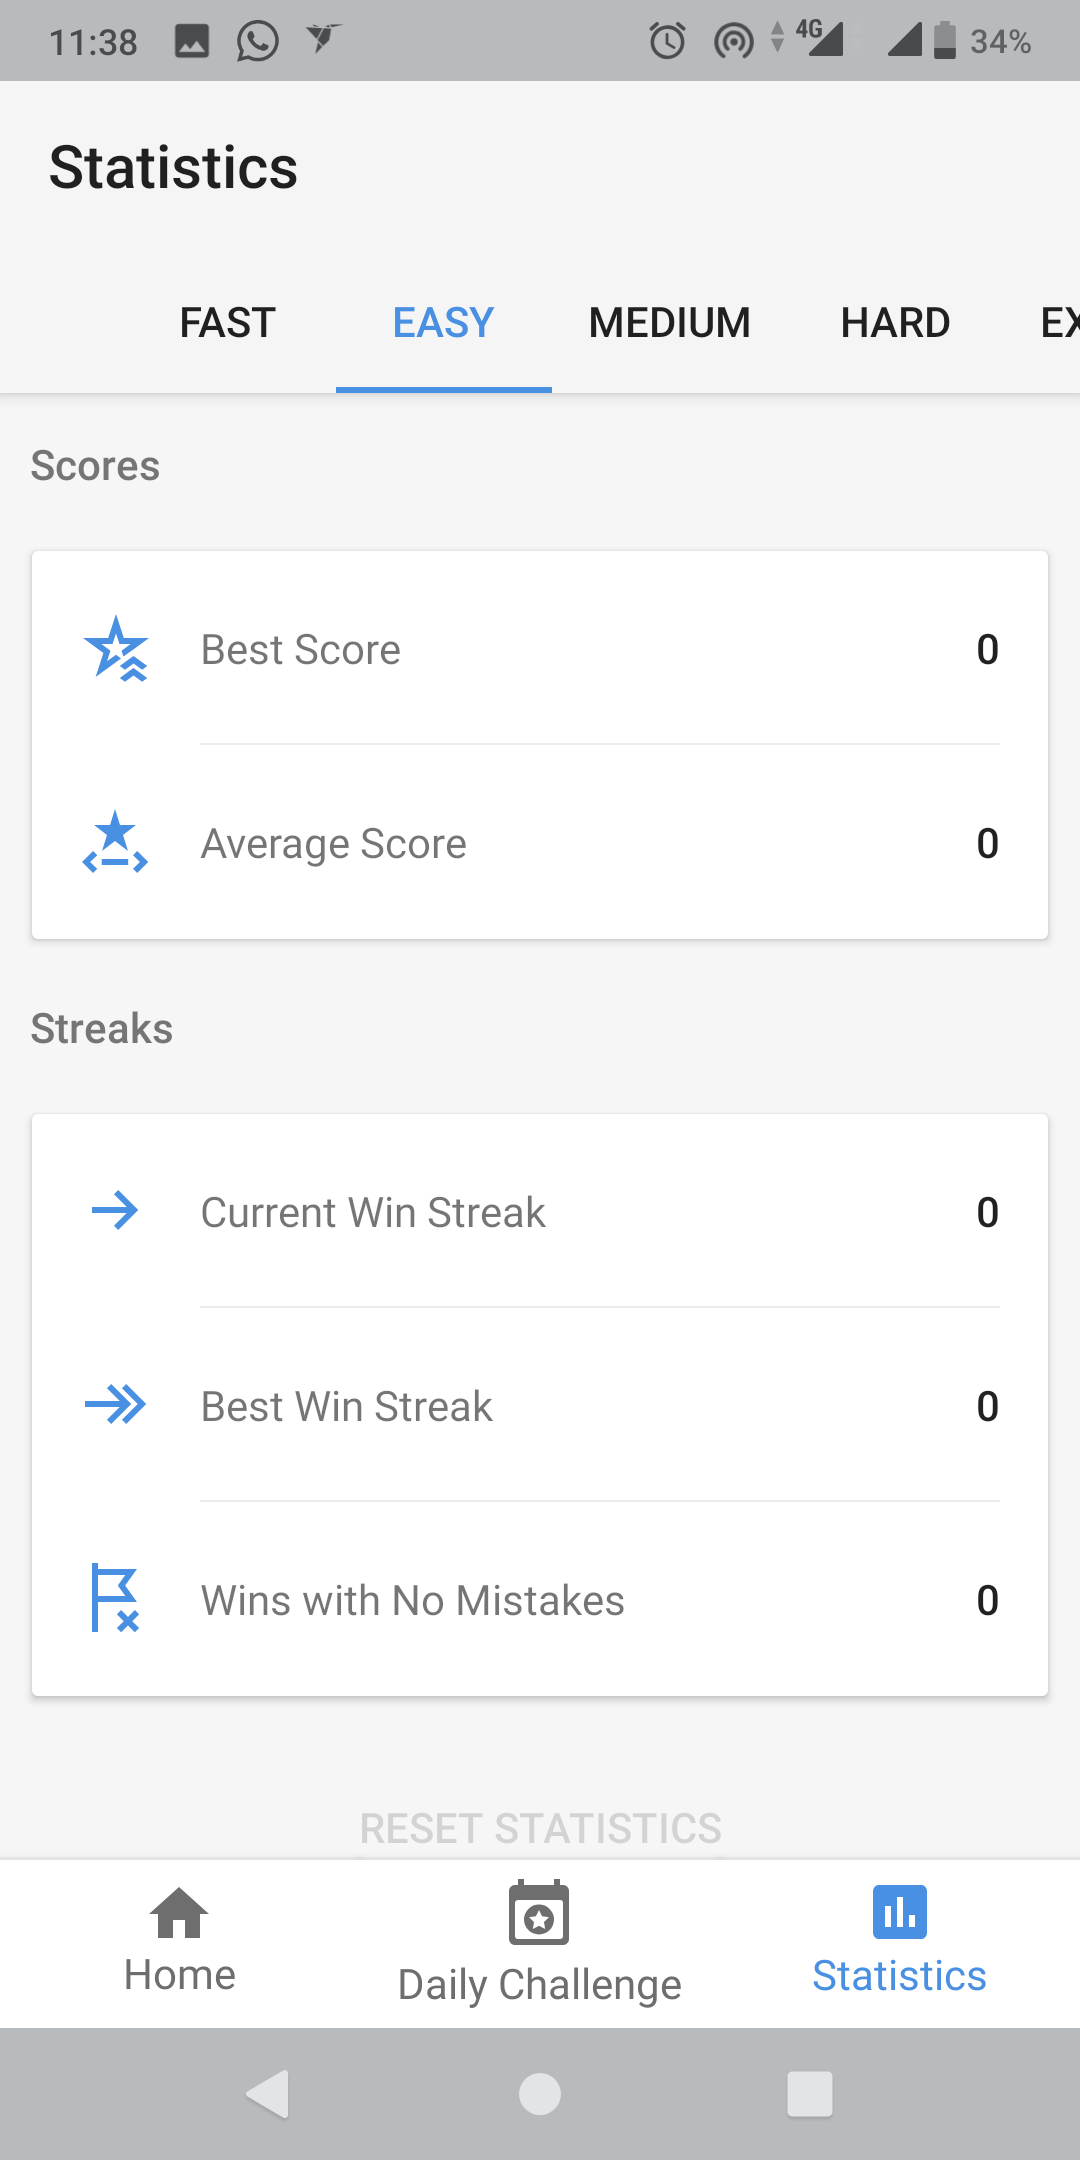 11:38
4G
34%
Statistics
FAST EASY MEDIUM HARD EX
Scores
Best Score 0
Average Score 0
Streaks
Current Win Streak 0
Best Win Streak 0
Wins with No Mistakes 0
RESET STATISTICS
Home Daily Challenge Statistics